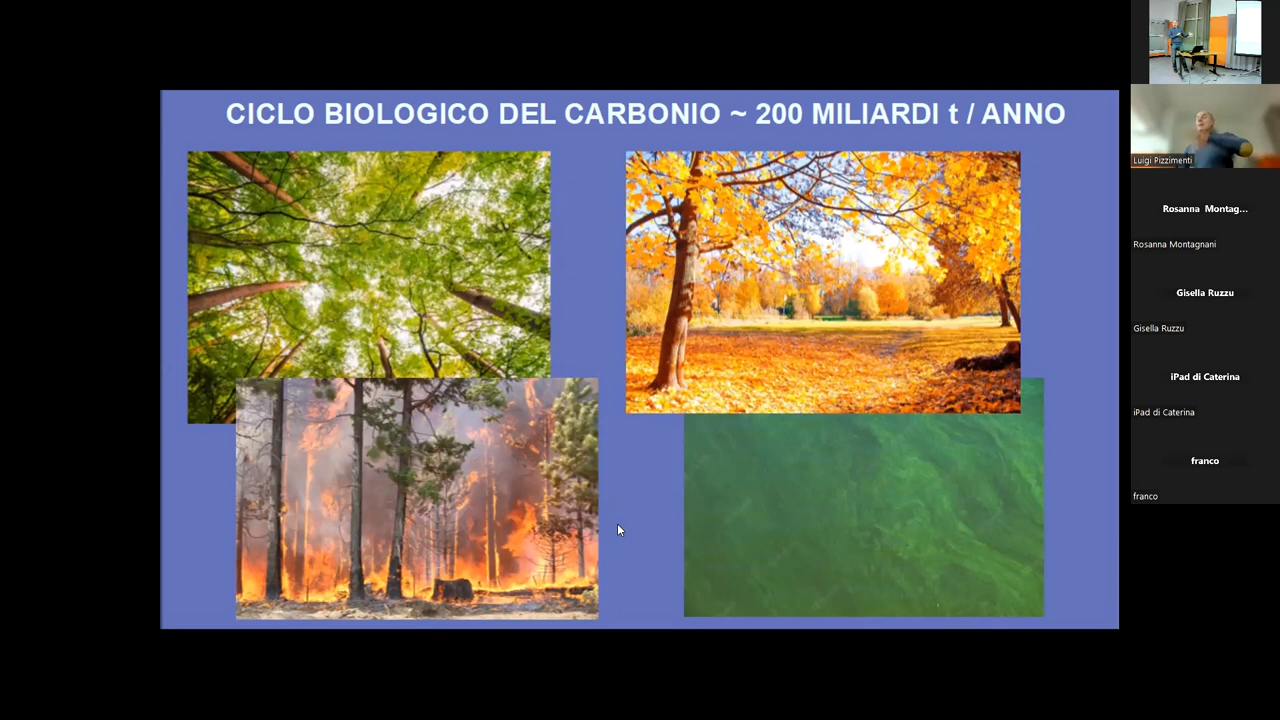 CICLO BIOLOGICO DEL CARBONIO ~ 200 MILIARDI t / ANNO
Luigi Pizzimenti
Rosanna Montag...
Rosanna Montagnani
Gisella Ruzzu
Gisella Ruzzu
iPad di Caterina
iPad di Caterina
franco
franco